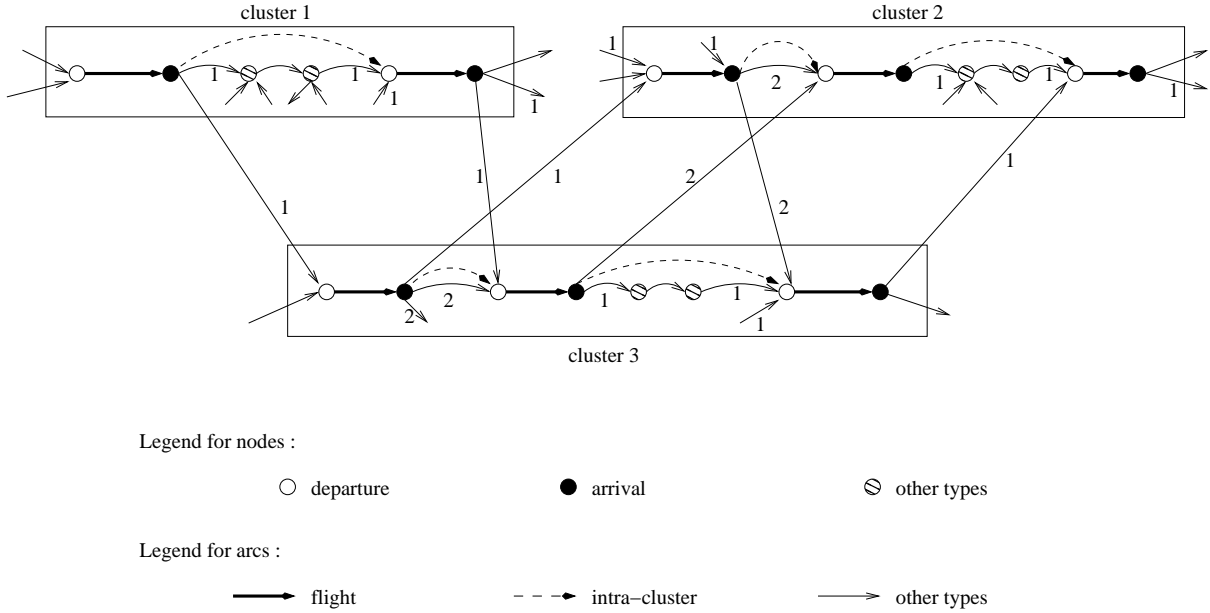 cluster 1 cluster 2
1 1
1 1 1 1
2 1
1 1 1
1 1 2
1 2
2 1 1
2 1
cluster 3
Legend for nodes :
departure arrival other types
Legend for arcs :
flight intra−cluster other types